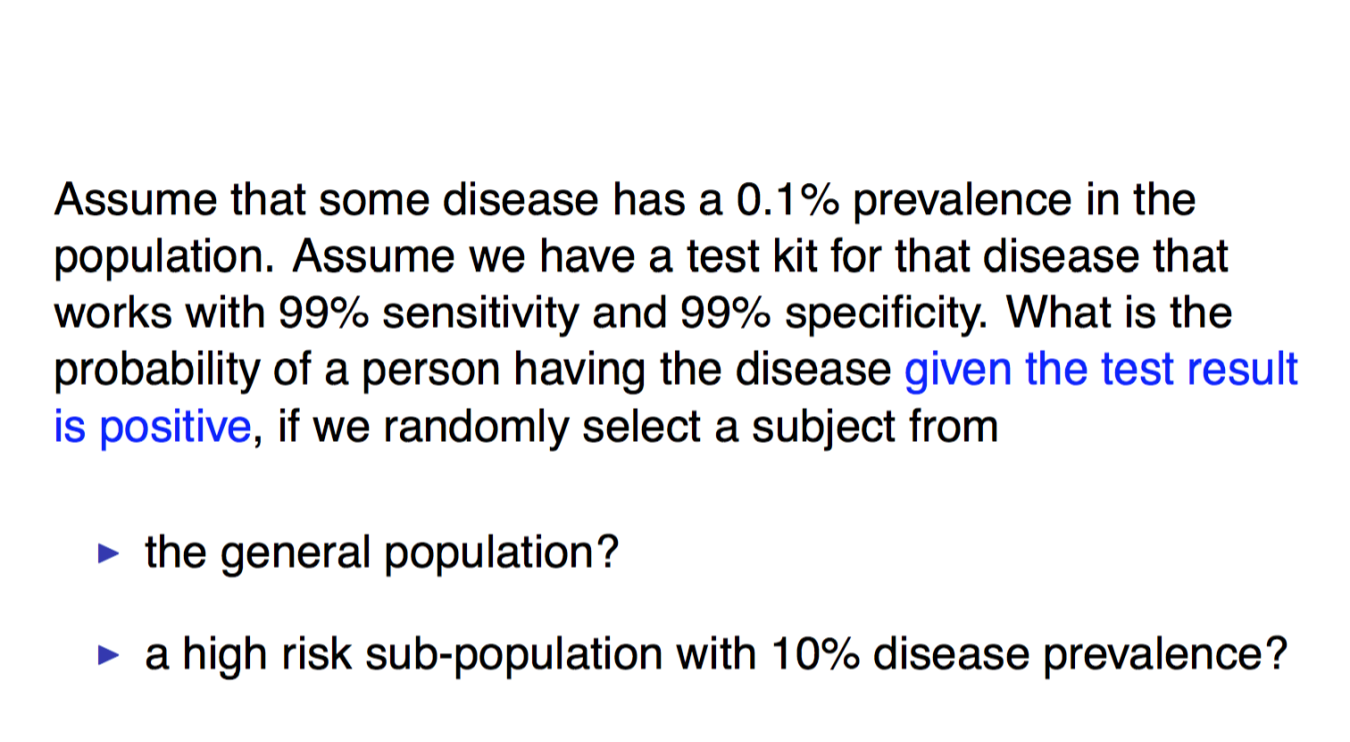 Assume that some disease has a 0.1% prevalence in the
population. Assume we have a test kit for that disease that
works with 99% sensitivity and 99% specificity. What is the
probability of a person having the disease given the test result
is positive, if we randomly select a subject from
▶ the general population?
▶ a high risk sub-population with 10% disease prevalence?